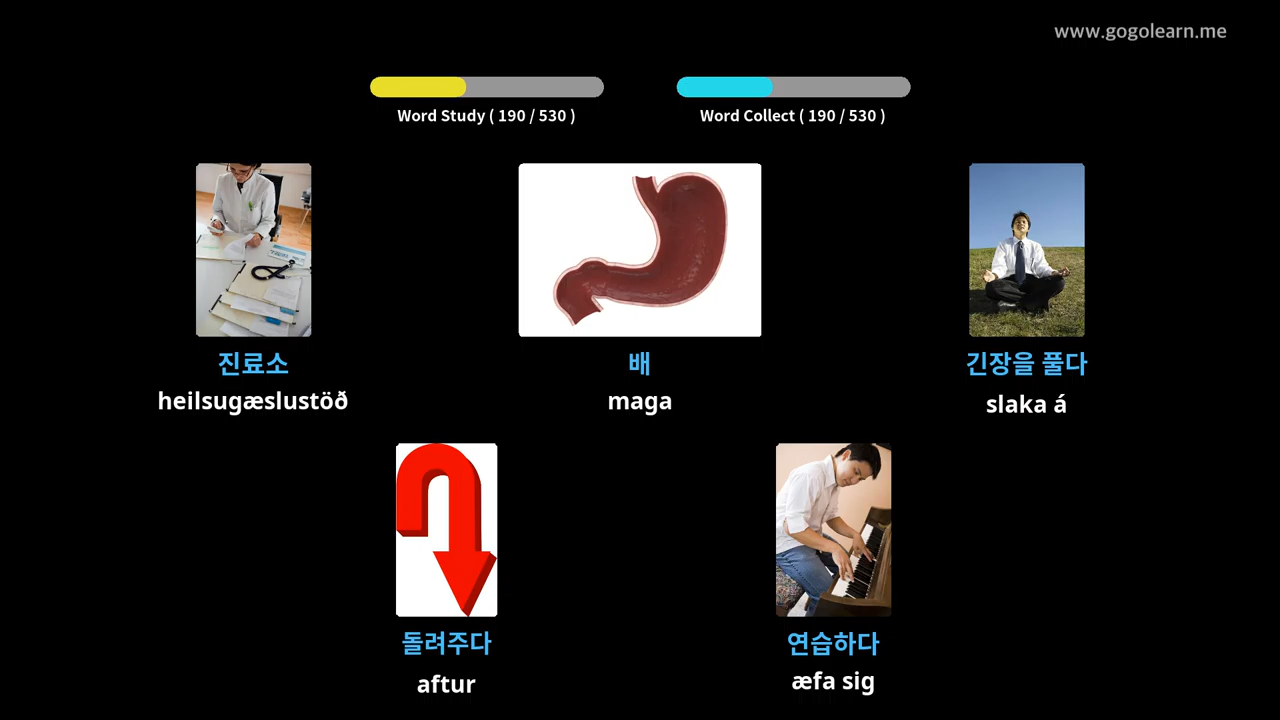 www.gogolearn.me
Word Study ( 190 / 530 )
Word Collect ( 190 / 530 )
진료소
heilsugæslustöð
배
maga
긴장을 풀다
slaka á
돌려주다
aftur
연습하다
æfa sig